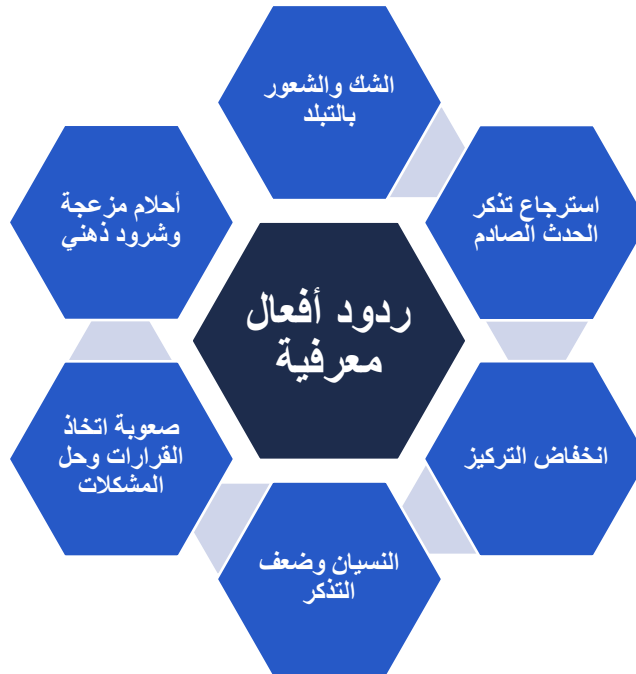 الشك والشعور
بالتبلد
استرجاع تذكر
الحدث الصادم
انخفاض التركيز
النسيان وضعف
التذكر
صعوبة اتخاذ
القرارات وحل
المشكلات
أحلام مزعجة
وشرود ذهني
ردود أفعال
معرفية